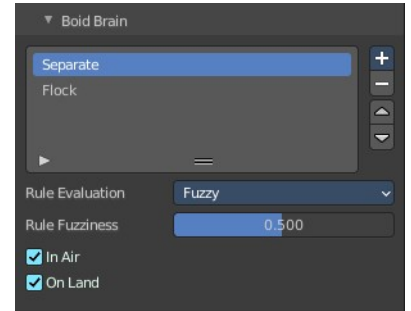 Boid Brain
Separate
Flock
Rule Evaluation Fuzzy
Rule Fuzziness 0.500
In Air
On Land